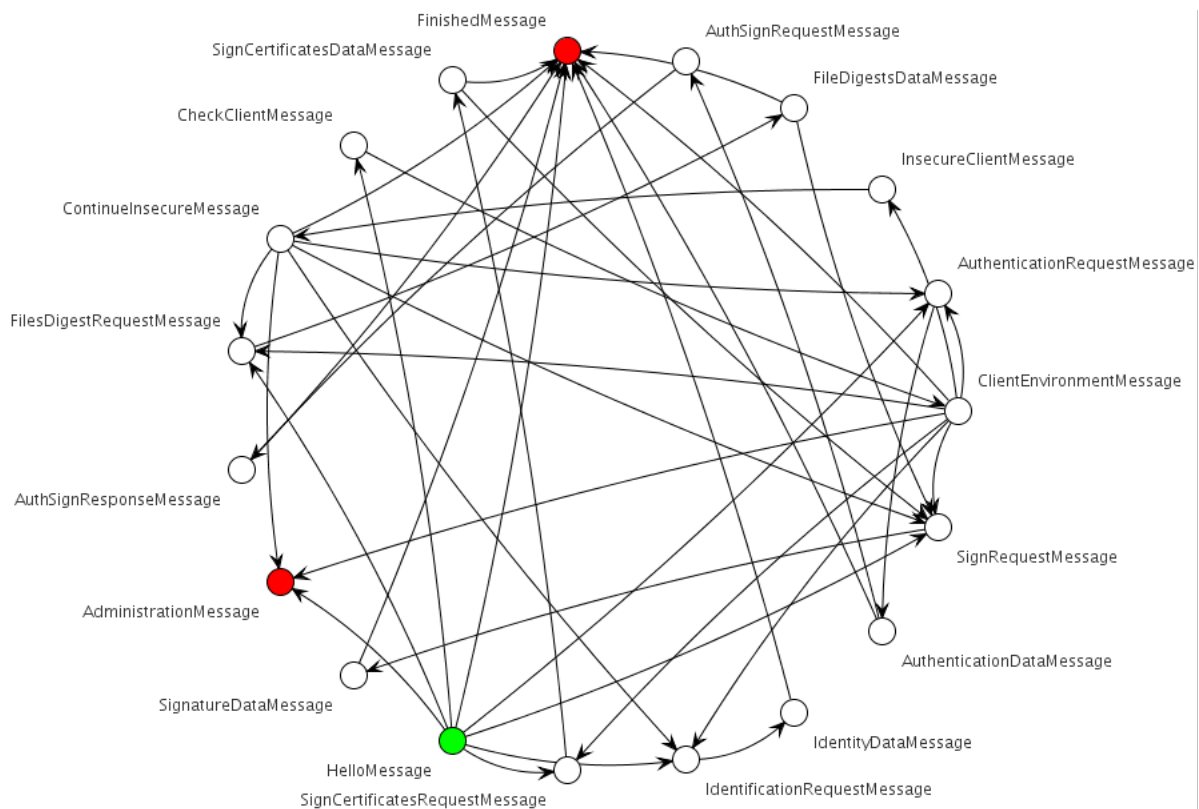 FinishedMessage
AuthSignRequestMessage
SignCertificatesDataMessage
FileDigestsDataMessage
CheckClientMessage
InsecureClientMessage
ContinueInsecureMessage
AuthenticationRequestMessage
FilesDigestRequestMessage
ClientEnvironmentMessage
AuthSignResponseMessage
SignRequestMessage
AdministrationMessage
AuthenticationDataMessage
SignatureDataMessage
IdentityDataMessage
HelloMessage
IdentificationRequestMessage
SignCertificatesRequestMessage